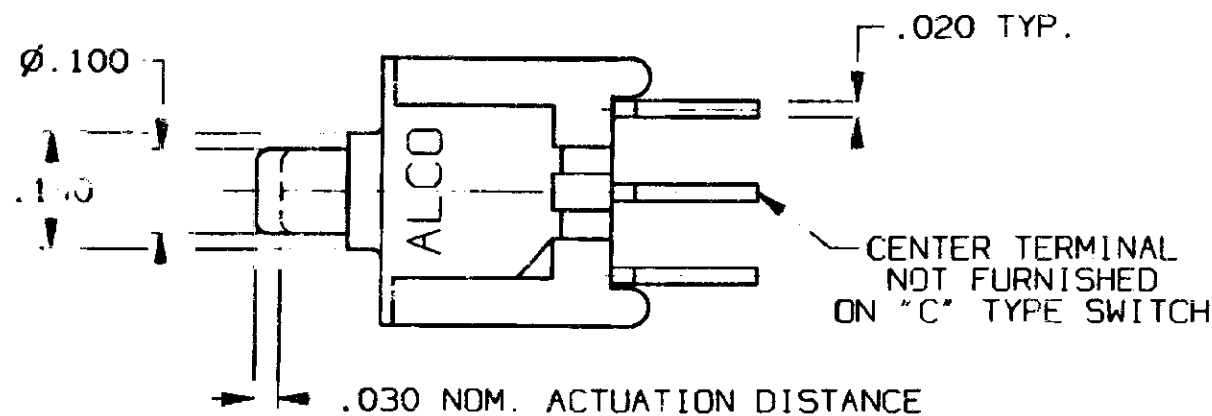 .020 TYP.
Ø.100
ALCO
CENTER TERMINAL
NOT FURNISHED
ON "C" TYPE SWITCH
.030 NOM. ACTUATION DISTANCE